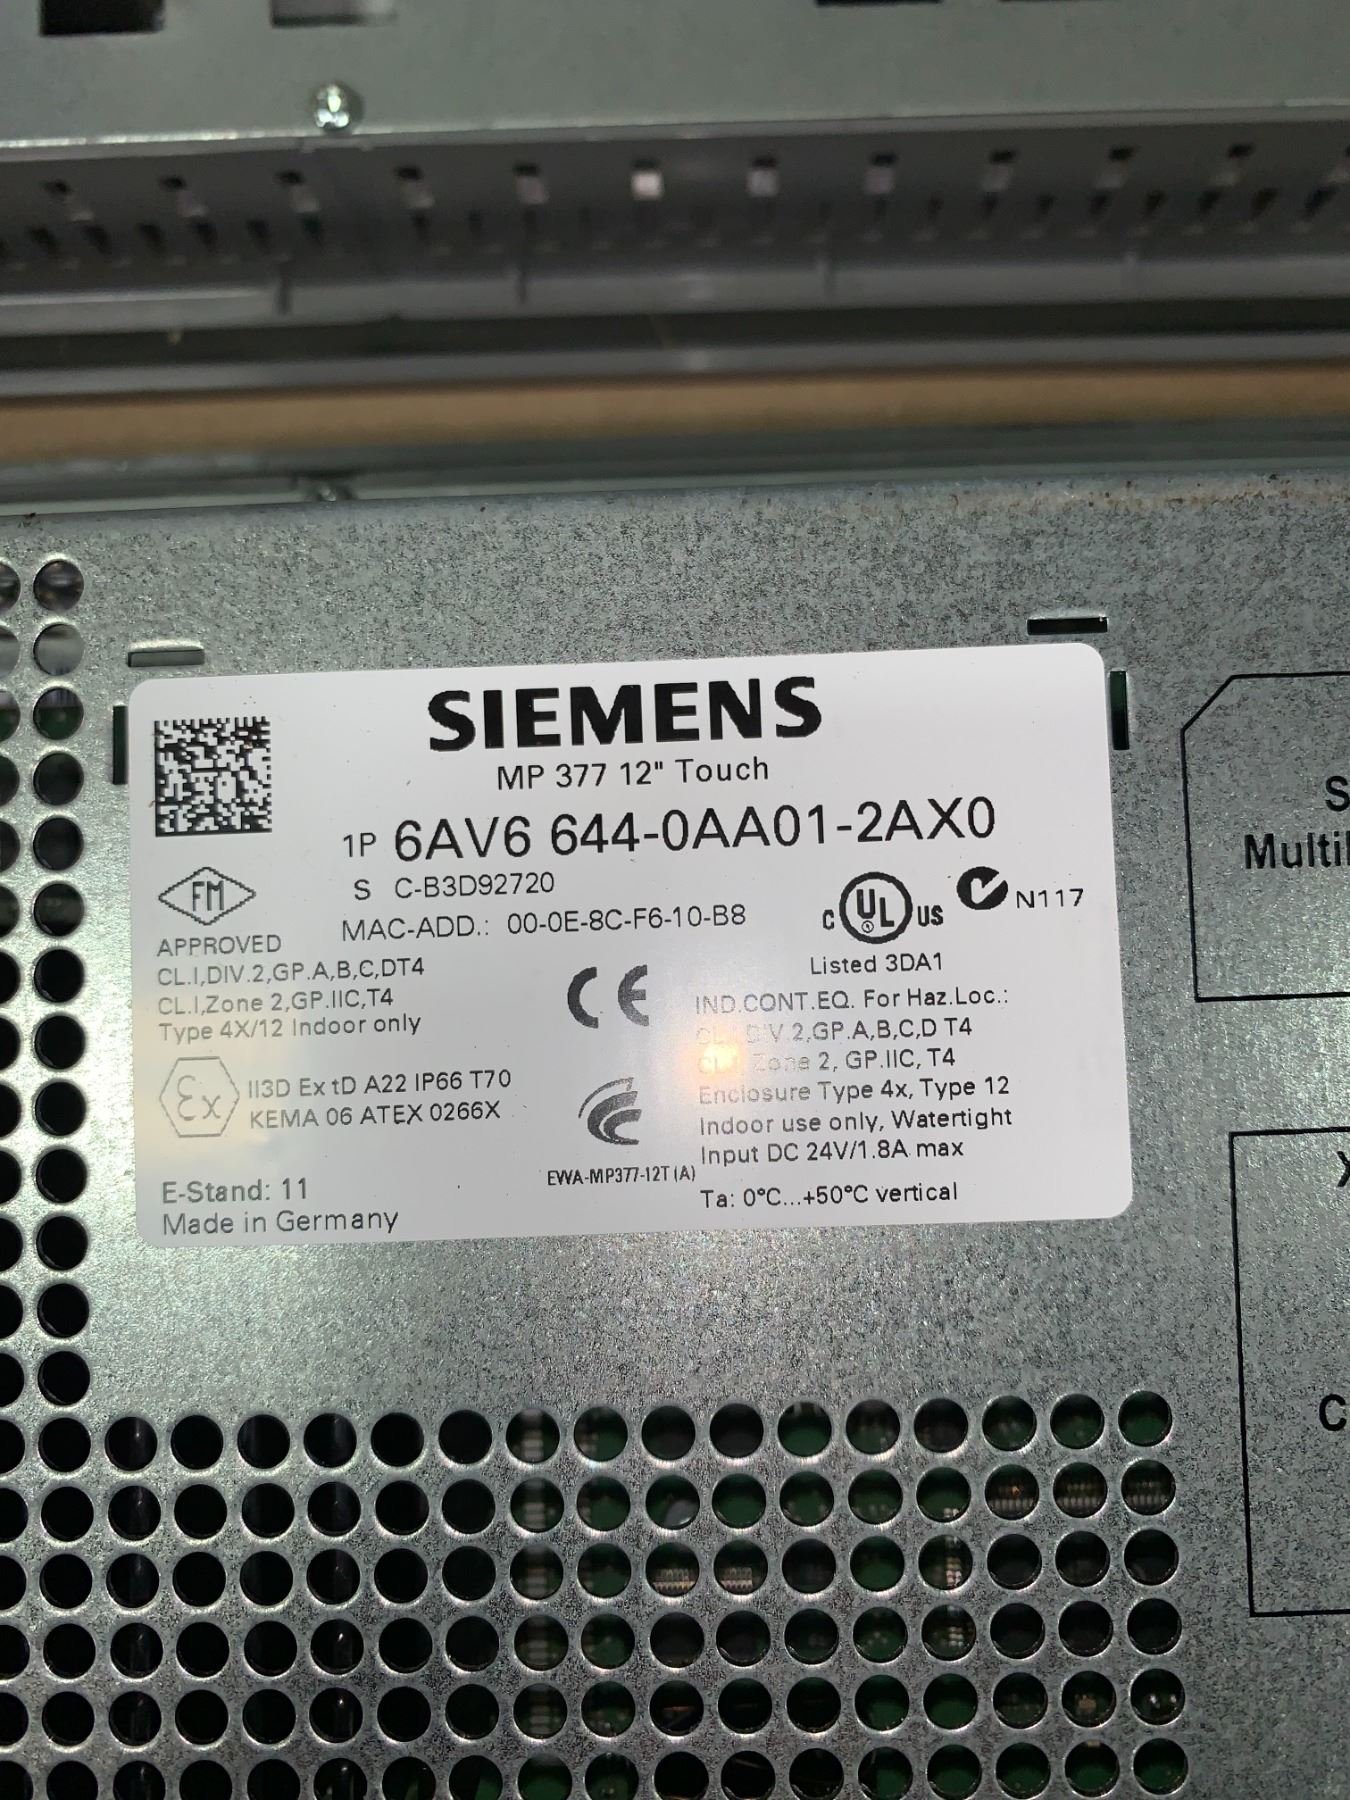 SIEMENS
MP 377 12" Touch
1P 6AV6 644-0AA01-2AX0
S C-B3D92720
MAC-ADD.: 00-0E-8C-F6-10-B8
FM
APPROVED
CL.I,DIV.2,GP.A,B,C,DT4
CL.I,Zone 2,GP.IIC,T4
Type 4X/12 Indoor only
CE
C UL US
N117
Listed 3DA1
IND.CONT.EQ. For Haz.Loc.:
CL.I,DIV.2,GP.A,B,C,D T4
CL.I, Zone 2, GP.IIC, T4
Enclosure Type 4x, Type 12
Indoor use only, Watertight
Input DC 24V/1.8A max
Ta: 0°C...+50°C vertical
Ex II3D Ex tD A22 IP66 T70
KEMA 06 ATEX 0266X
EWA-MP377-12T (A)
E-Stand: 11
Made in Germany
S
Multi
X
C